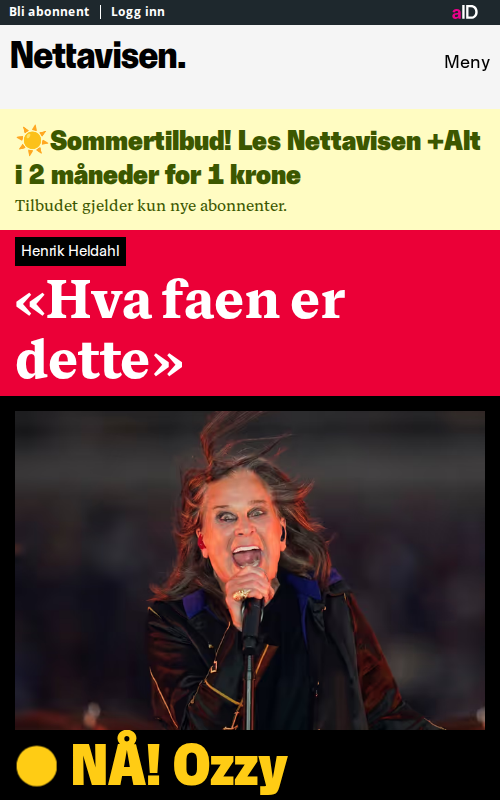 Bli abonnent
Logg inn
aID
Nettavisen.
Meny
Sommertilbud! Les Nettavisen +Alt
i 2 måneder for 1 krone
Tilbudet gjelder kun nye abonnenter.
Henrik Heldahl
«Hva faen er
dette»
NÅ! Ozzy